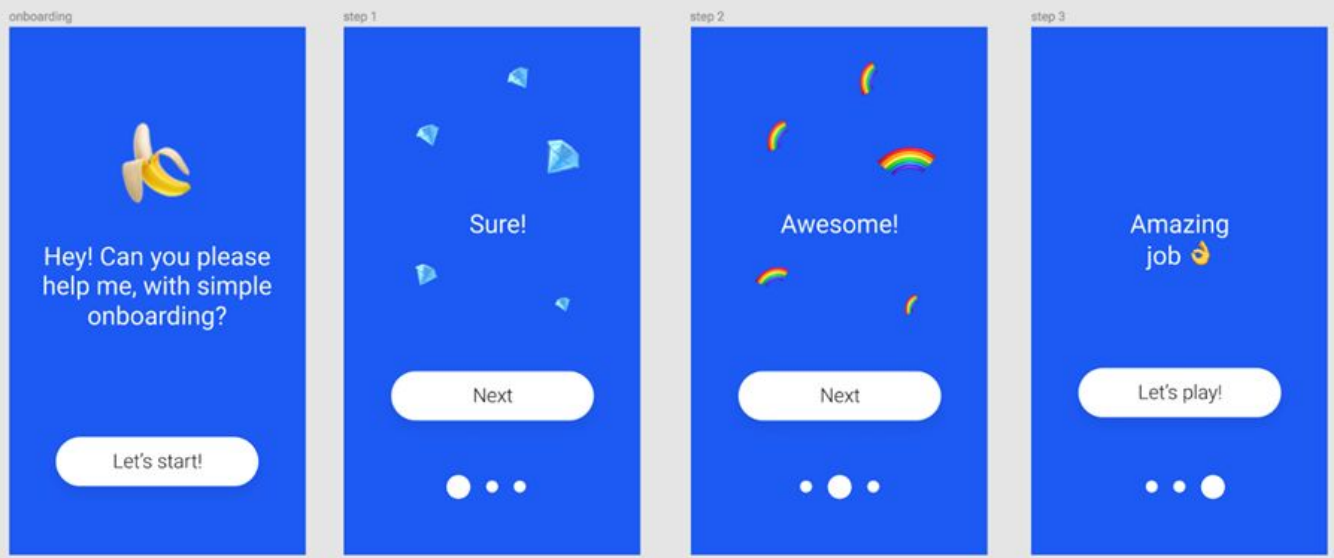 onboarding
Hey! Can you please
help me, with simple
onboarding?
Let's start!
step 1
Sure!
Next
step 2
Awesome!
Next
step 3
Amazing
job 👌
Let's play!